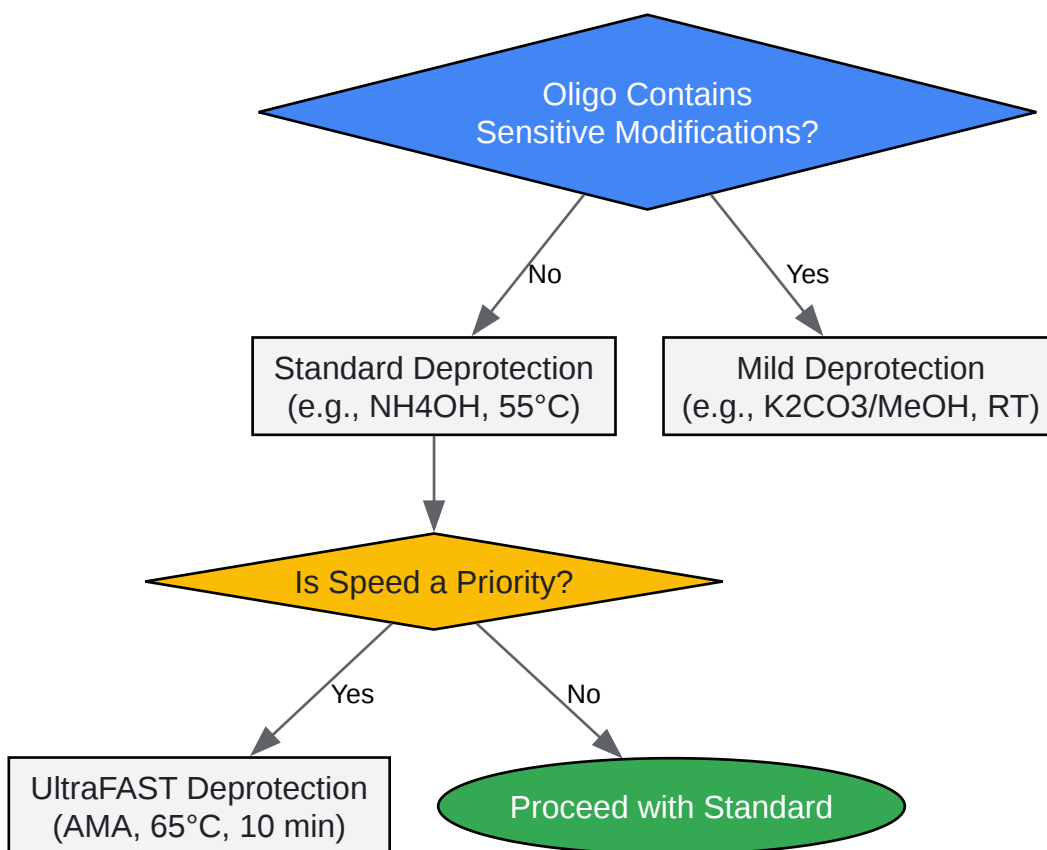 Oligo Contains
Sensitive Modifications?
No
Yes
Standard Deprotection
(e.g., NH4OH, 55°C)
Mild Deprotection
(e.g., K2CO3/MeOH, RT)
Is Speed a Priority?
Yes
No
UltraFAST Deprotection
(AMA, 65°C, 10 min)
Proceed with Standard